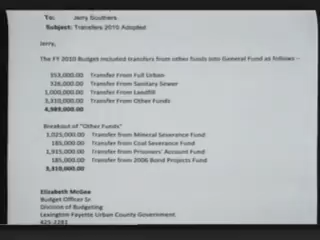 To: Jerry Southers
Subject: Transfers 2010 Adopted
Jerry,
The FY 2010 Budget included transfers from other funds into General Fund as follows –
353,000.00 Transfer From Full Urban
326,000.00 Transfer From Sanitary Sewer
1,000,000.00 Transfer From Landfill
3,310,000.00 Transfer From Other Funds
4,989,000.00
Breakout of "Other Funds"
1,025,000.00 Transfer from Mineral Severance Fund
185,000.00 Transfer from Coal Severance Fund
1,915,000.00 Transfer from Prisoners' Account Fund
185,000.00 Transfer from 2006 Bond Projects Fund
3,310,000.00
Elizabeth McGee
Budget Officer Sr
Division of Budgeting
Lexington Fayette Urban County Government
425-2281